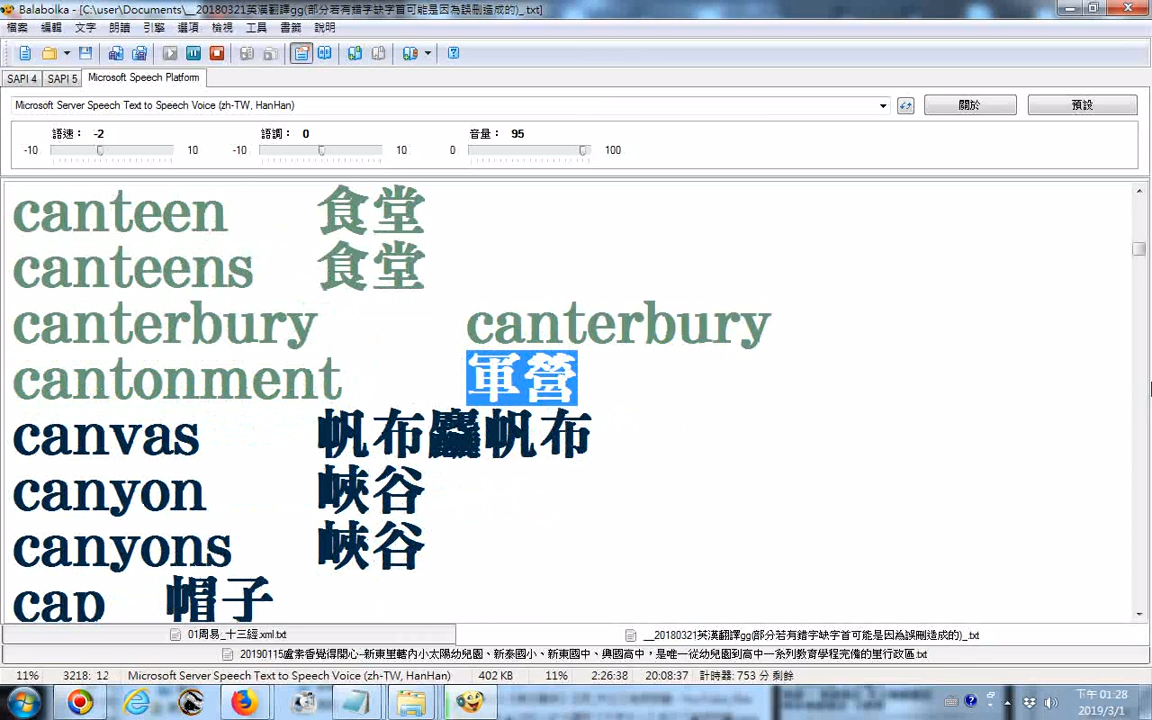 Balabolka - [C:\user\Documents\__20180321英漢翻譯gg(部分若有錯字缺字首可能是因為誤刪造成的)_.txt]
檔案 編輯 文字 朗讀 引擎 選項 檢視 工具 書籤 說明
SAPI 4 SAPI 5 Microsoft Speech Platform
Microsoft Server Speech Text to Speech Voice (zh-TW, HanHan) 關於 預設
語速： -2 語調： 0 音量： 95
-10 10 -10 10 0 100
canteen 食堂
canteens 食堂
canterbury canterbury
cantonment 軍營
canvas 帆布麤帆布
canyon 峽谷
canyons 峽谷
cap 帽子
01周易_十三經.xml.txt __20180321英漢翻譯gg(部分若有錯字缺字首可能是因為誤刪造成的)_.txt
20190115盧素香覺得開心-新東里轄內小太陽幼兒園、新泰國小、新東國中、興國高中，是唯一從幼兒園到高中一系列教育學程完備的里行政區.txt
11% 3218: 12 Microsoft Server Speech Text to Speech Voice (zh-TW, HanHan) 402 KB 11% 2:26:38 20:08:37 計時器: 753 分 剩餘
下午 01:28
2019/3/1